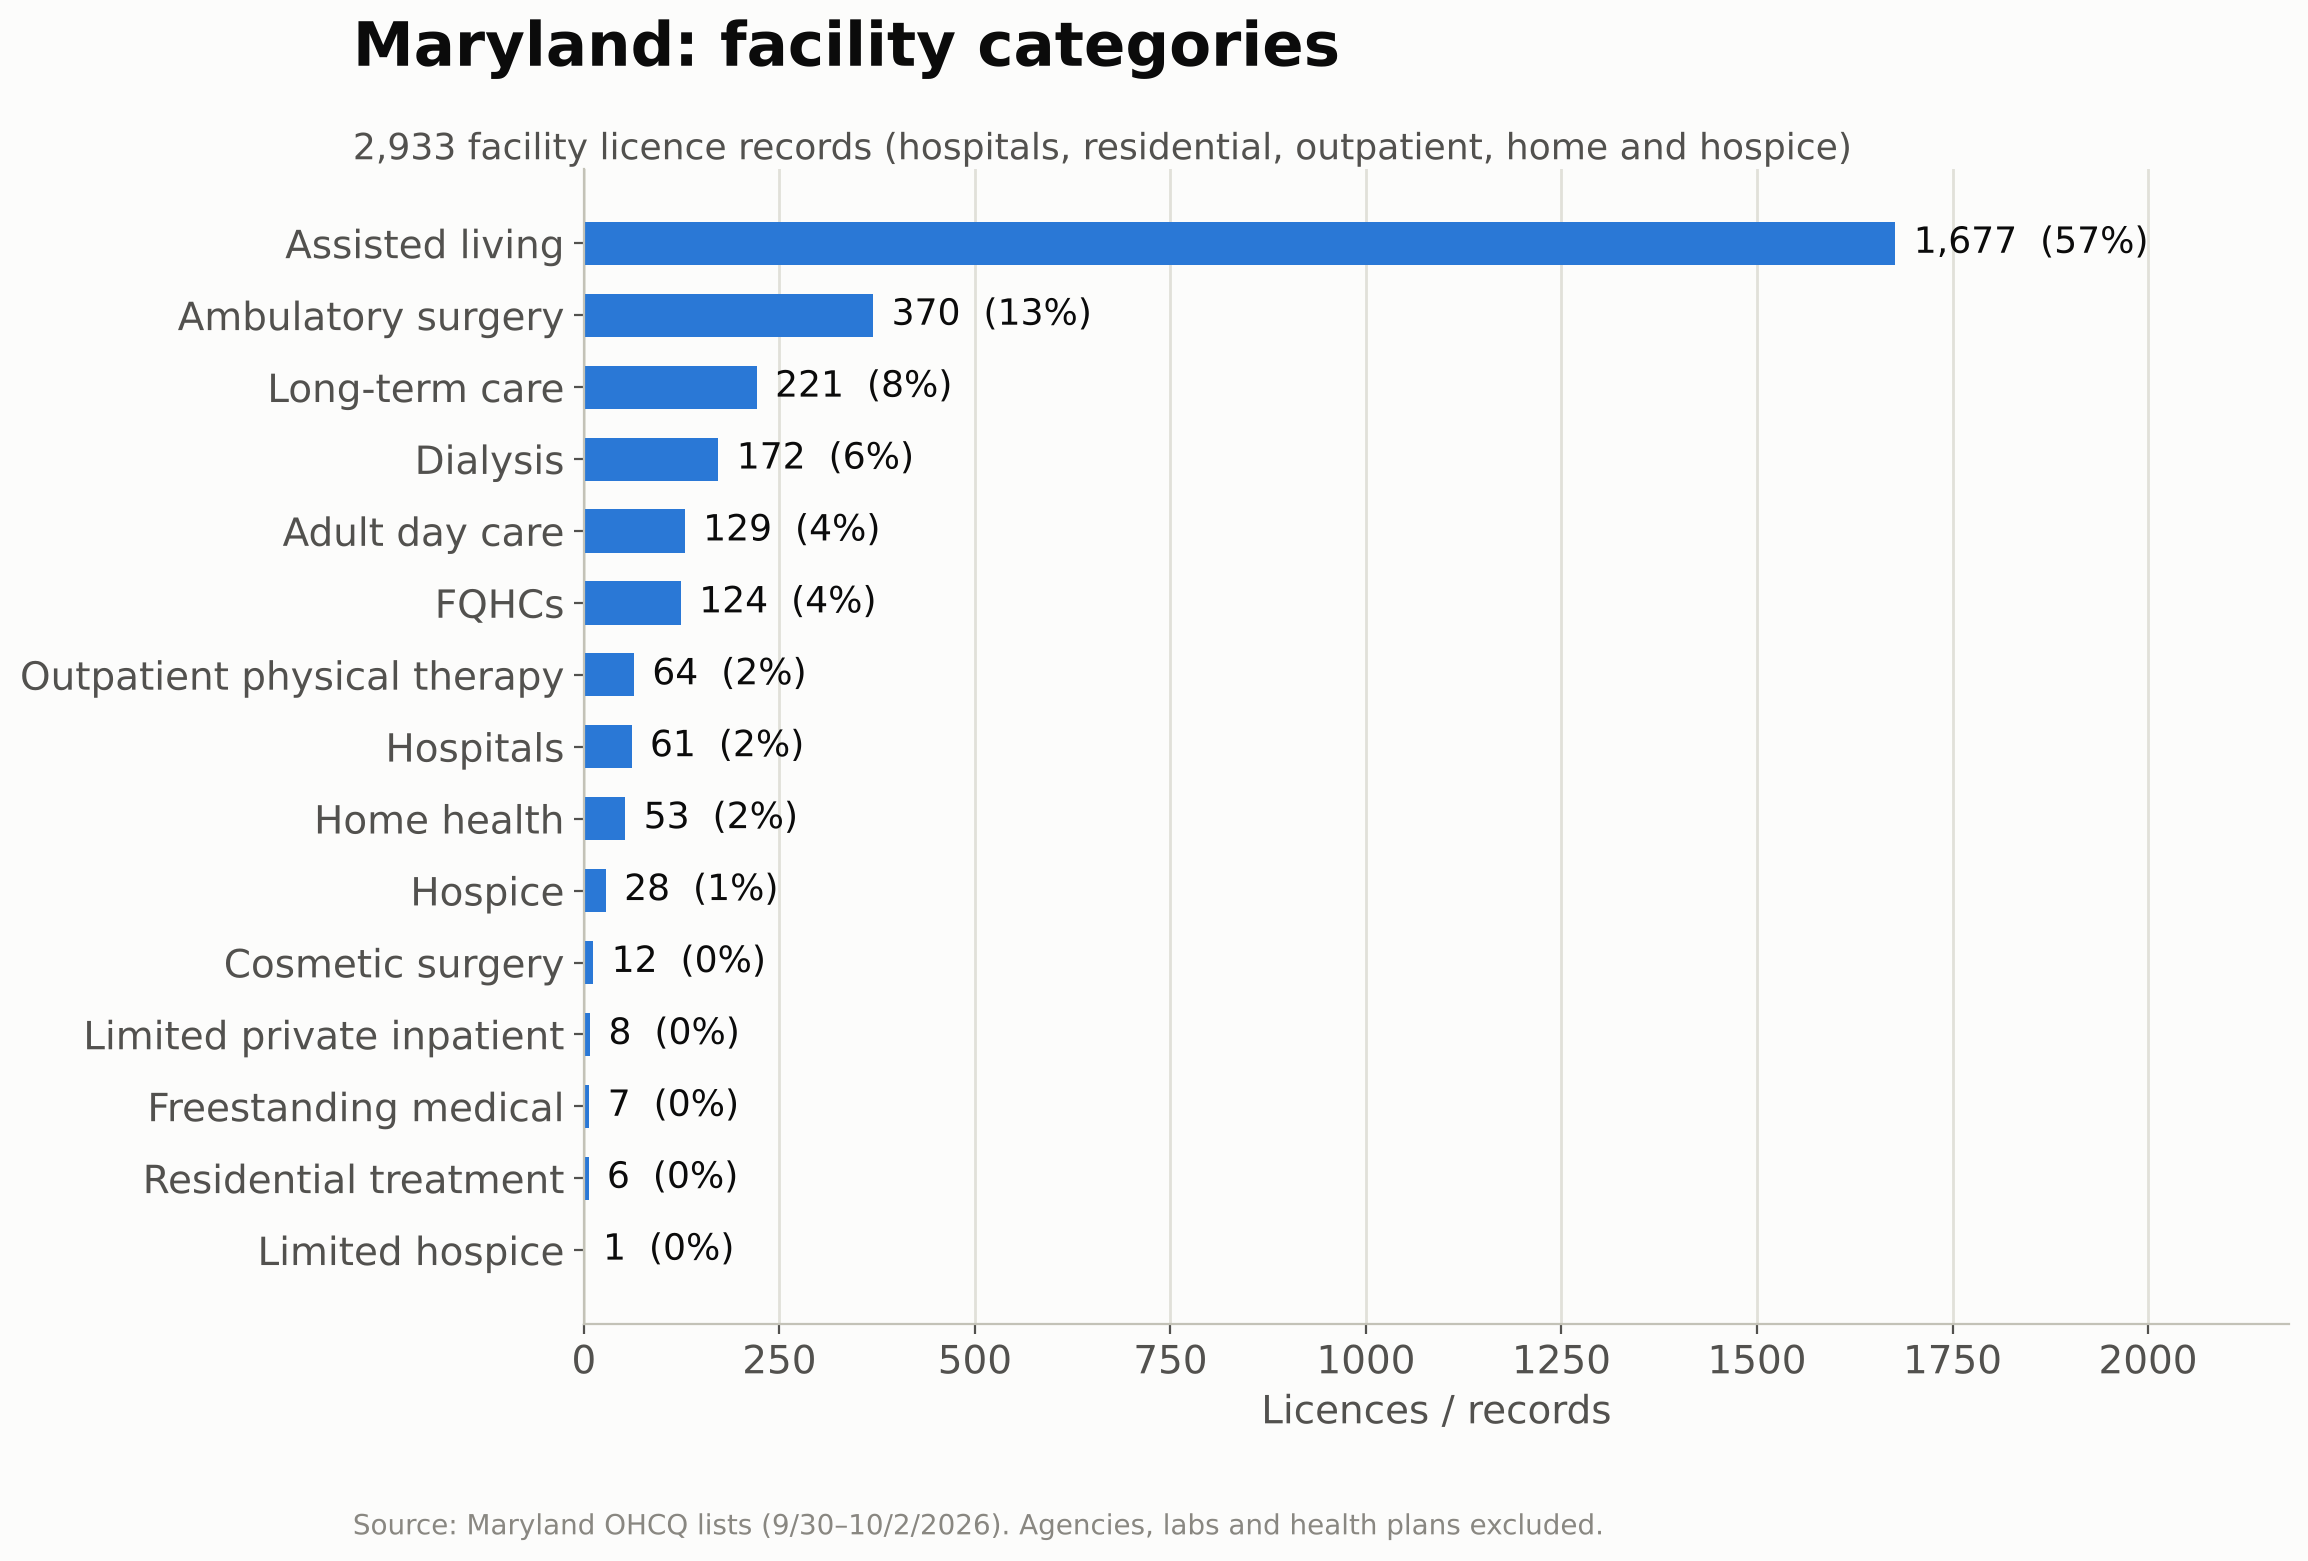 Maryland: facility categories
2,933 facility licence records (hospitals, residential, outpatient, home and hospice)
Assisted living 1,677 (57%)
Ambulatory surgery 370 (13%)
Long-term care 221 (8%)
Dialysis 172 (6%)
Adult day care 129 (4%)
FQHCs 124 (4%)
Outpatient physical therapy 64 (2%)
Hospitals 61 (2%)
Home health 53 (2%)
Hospice 28 (1%)
Cosmetic surgery 12 (0%)
Limited private inpatient 8 (0%)
Freestanding medical 7 (0%)
Residential treatment 6 (0%)
Limited hospice 1 (0%)
0 250 500 750 1000 1250 1500 1750 2000
Licences / records
Source: Maryland OHCQ lists (9/30–10/2/2026). Agencies, labs and health plans excluded.